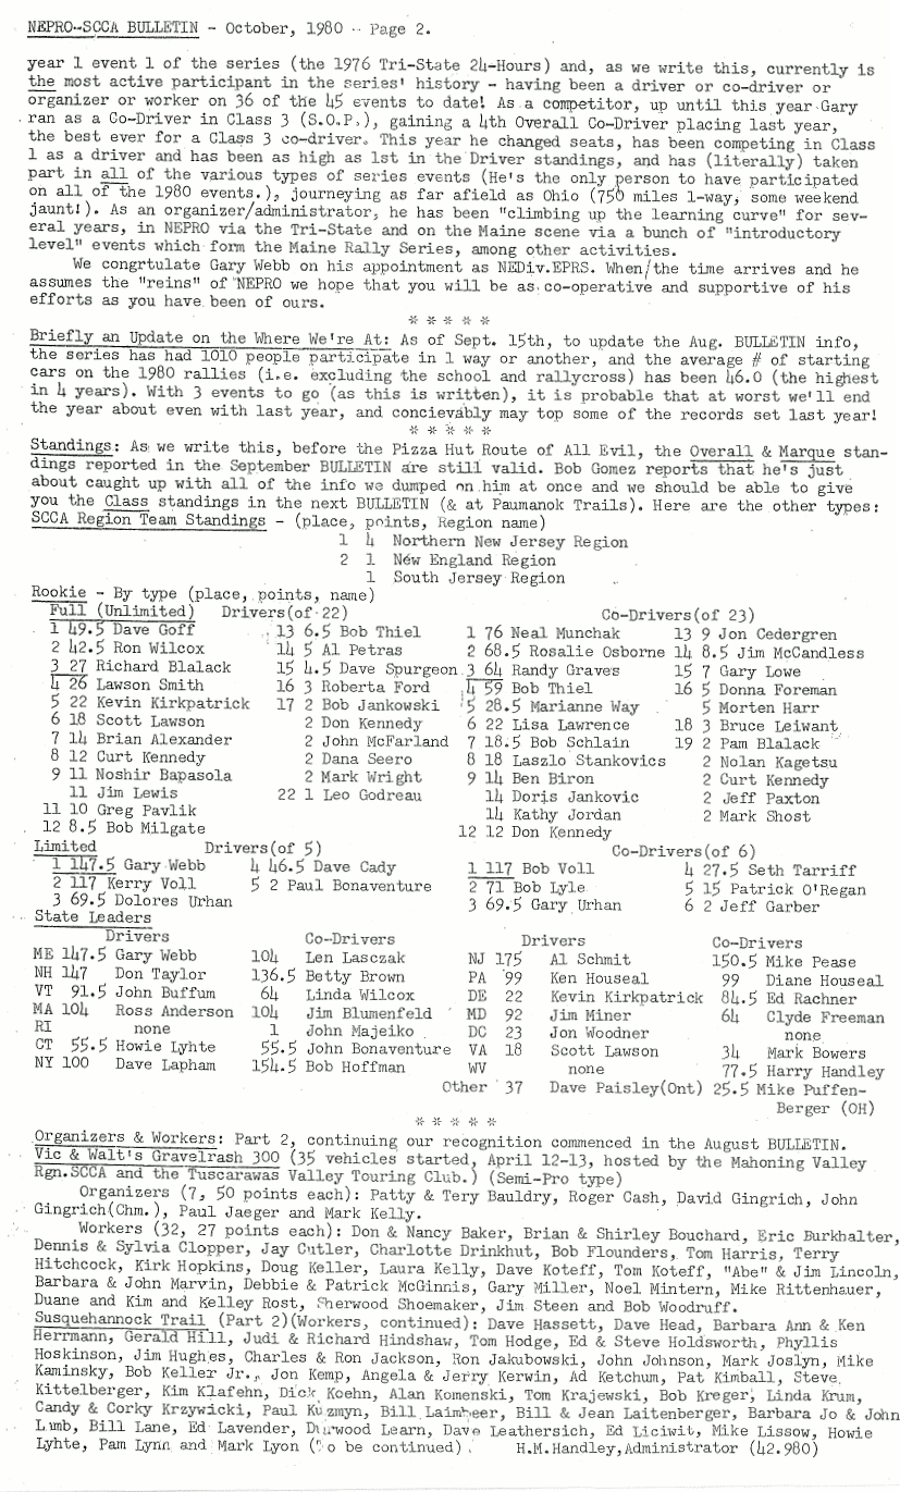 NEPRO--SCCA BULLETIN - October, 1980 -- Page 2.
year 1 event 1 of the series (the 1976 Tri-State 24-Hours) and, as we write this, currently is
the most active participant in the series' history - having been a driver or co-driver or
organizer or worker on 36 of the 45 events to date! As a competitor, up until this year Gary
ran as a Co-Driver in Class 3 (S.O.P.), gaining a 4th Overall Co-Driver placing last year,
the best ever for a Class 3 co-driver. This year he changed seats, has been competing in Class
1 as a driver and has been as high as 1st in the Driver standings, and has (literally) taken
part in all of the various types of series events (He's the only person to have participated
on all of the 1980 events.), journeying as far afield as Ohio (750 miles 1-way, some weekend
jaunt!). As an organizer/administrator, he has been "climbing up the learning curve" for sev-
eral years, in NEPRO via the Tri-State and on the Maine scene via a bunch of "introductory
level" events which form the Maine Rally Series, among other activities.
We congrtulate Gary Webb on his appointment as NEDiv.EPRS. When/the time arrives and he
assumes the "reins" of NEPRO we hope that you will be as co-operative and supportive of his
efforts as you have been of ours.
* * * * *
Briefly an Update on the Where We're At: As of Sept. 15th, to update the Aug. BULLETIN info,
the series has had 1010 people participate in 1 way or another, and the average # of starting
cars on the 1980 rallies (i.e. excluding the school and rallycross) has been 46.0 (the highest
in 4 years). With 3 events to go (as this is written), it is probable that at worst we'll end
the year about even with last year, and concievably may top some of the records set last year!
* * * * *
Standings: As we write this, before the Pizza Hut Route of All Evil, the Overall & Marque stan-
dings reported in the September BULLETIN are still valid. Bob Gomez reports that he's just
about caught up with all of the info we dumped on him at once and we should be able to give
you the Class standings in the next BULLETIN (& at Paumanok Trails). Here are the other types:
SCCA Region Team Standings - (place, points, Region name)
1 4 Northern New Jersey Region
2 1 New England Region
1 South Jersey Region
Rookie - By type (place, points, name)
Full (Unlimited) Drivers(of 22) Co-Drivers(of 23)
1 49.5 Dave Goff 13 6.5 Bob Thiel 1 76 Neal Munchak 13 9 Jon Cedergren
2 42.5 Ron Wilcox 14 5 Al Petras 2 68.5 Rosalie Osborne 14 8.5 Jim McCandless
3 27 Richard Blalack 15 4.5 Dave Spurgeon 3 64 Randy Graves 15 7 Gary Lowe
4 26 Lawson Smith 16 3 Roberta Ford 4 59 Bob Thiel 16 5 Donna Foreman
5 22 Kevin Kirkpatrick 17 2 Bob Jankowski 5 28.5 Marianne Way 5 Morten Harr
6 18 Scott Lawson 2 Don Kennedy 6 22 Lisa Lawrence 18 3 Bruce Leiwant
7 14 Brian Alexander 2 John McFarland 7 18.5 Bob Schlain 19 2 Pam Blalack
8 12 Curt Kennedy 2 Dana Seero 8 18 Laszlo Stankovics 2 Nolan Kagetsu
9 11 Noshir Bapasola 2 Mark Wright 9 14 Ben Biron 2 Curt Kennedy
11 Jim Lewis 22 1 Leo Godreau 14 Doris Jankovic 2 Jeff Paxton
11 10 Greg Pavlik 14 Kathy Jordan 2 Mark Shost
12 8.5 Bob Milgate 12 12 Don Kennedy
Limited Drivers(of 5) Co-Drivers(of 6)
1 147.5 Gary Webb 4 46.5 Dave Cady 1 117 Bob Voll 4 27.5 Seth Tarriff
2 117 Kerry Voll 5 2 Paul Bonaventure 2 71 Bob Lyle 5 15 Patrick O'Regan
3 69.5 Dolores Urhan 3 69.5 Gary Urhan 6 2 Jeff Garber
State Leaders
Drivers Co-Drivers Drivers Co-Drivers
ME 147.5 Gary Webb 104 Len Lasczak NJ 175 Al Schmit 150.5 Mike Pease
NH 147 Don Taylor 136.5 Betty Brown PA 99 Ken Houseal 99 Diane Houseal
VT 91.5 John Buffum 64 Linda Wilcox DE 22 Kevin Kirkpatrick 84.5 Ed Rachner
MA 104 Ross Anderson 104 Jim Blumenfeld MD 92 Jim Miner 64 Clyde Freeman
RI none 1 John Majeiko DC 23 Jon Woodner none
CT 55.5 Howie Lyhte 55.5 John Bonaventure VA 18 Scott Lawson 34 Mark Bowers
NY 100 Dave Lapham 154.5 Bob Hoffman WV none 77.5 Harry Handley
Other 37 Dave Paisley(Ont) 25.5 Mike Puffen-
Berger (OH)
* * * * *
Organizers & Workers: Part 2, continuing our recognition commenced in the August BULLETIN.
Vic & Walt's Gravelrash 300 (35 vehicles started, April 12-13, hosted by the Mahoning Valley
Rgn.SCCA and the Tuscarawas Valley Touring Club.) (Semi-Pro type)
Organizers (7, 50 points each): Patty & Tery Bauldry, Roger Cash, David Gingrich, John
Gingrich(Chm.), Paul Jaeger and Mark Kelly.
Workers (32, 27 points each): Don & Nancy Baker, Brian & Shirley Bouchard, Eric Burkhalter,
Dennis & Sylvia Clopper, Jay Cutler, Charlotte Drinkhut, Bob Flounders, Tom Harris, Terry
Hitchcock, Kirk Hopkins, Doug Keller, Laura Kelly, Dave Koteff, Tom Koteff, "Abe" & Jim Lincoln,
Barbara & John Marvin, Debbie & Patrick McGinnis, Gary Miller, Noel Mintern, Mike Rittenhauer,
Duane and Kim and Kelley Rost, Sherwood Shoemaker, Jim Steen and Bob Woodruff.
Susquehannock Trail (Part 2)(Workers, continued): Dave Hassett, Dave Head, Barbara Ann & Ken
Herrmann, Gerald Hill, Judi & Richard Hindshaw, Tom Hodge, Ed & Steve Holdsworth, Phyllis
Hoskinson, Jim Hughes, Charles & Ron Jackson, Ron Jakubowski, John Johnson, Mark Joslyn, Mike
Kaminsky, Bob Keller Jr., Jon Kemp, Angela & Jerry Kerwin, Ad Ketchum, Pat Kimball, Steve
Kittelberger, Kim Klafehn, Dick Koehn, Alan Komenski, Tom Krajewski, Bob Kreger, Linda Krum,
Candy & Corky Krzywicki, Paul Kuzmyn, Bill Laimbeer, Bill & Jean Laitenberger, Barbara Jo & John
Lamb, Bill Lane, Ed Lavender, Durwood Learn, Dave Leathersich, Ed Liciwit, Mike Lissow, Howie
Lyhte, Pam Lynn and Mark Lyon (To be continued). H.M.Handley,Administrator (42.980)